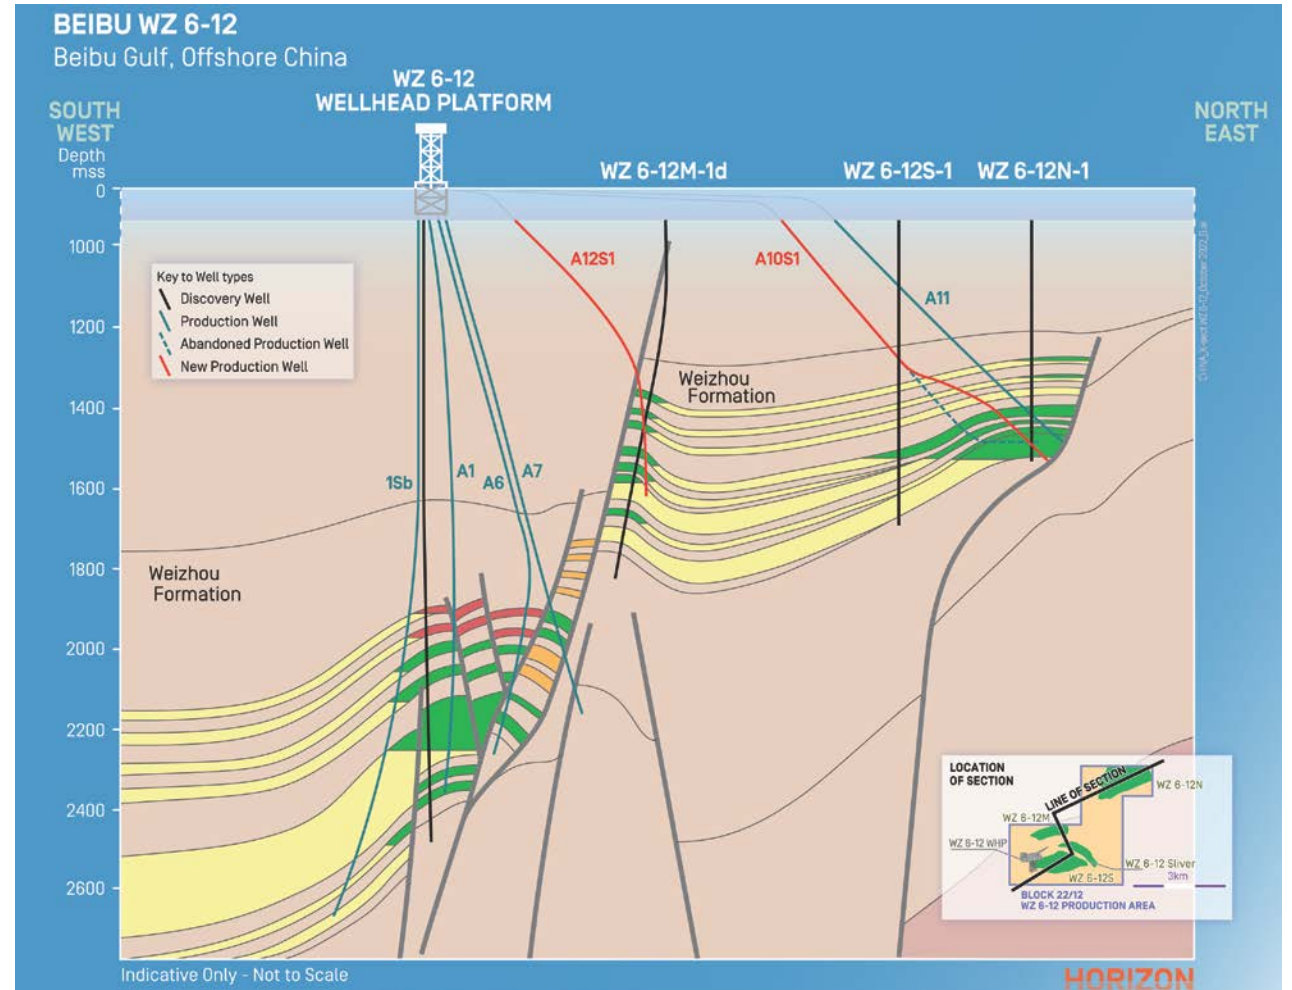 BEIBU WZ 6-12
Beibu Gulf, Offshore China
WZ 6-12
WELLHEAD PLATFORM
SOUTH
WEST
NORTH
EAST
Depth
mss
WZ 6-12M-1d
WZ 6-12S-1
WZ 6-12N-1
0
1000
1200
1400
1600
1800
2000
2200
2400
2600
Key to Well types
Discovery Well
Production Well
Abandoned Production Well
New Production Well
A12S1
A10S1
A11
Weizhou
Formation
1Sb
A1
A6
A7
Weizhou
Formation
LOCATION
OF SECTION
LINE OF SECTION
WZ 6-12N
WZ 6-12M
WZ 6-12 WHP
WZ 6-12 Sliver
WZ 6-12S
3km
BLOCK 22/12
WZ 6-12 PRODUCTION AREA
Indicative Only - Not to Scale
HORIZON